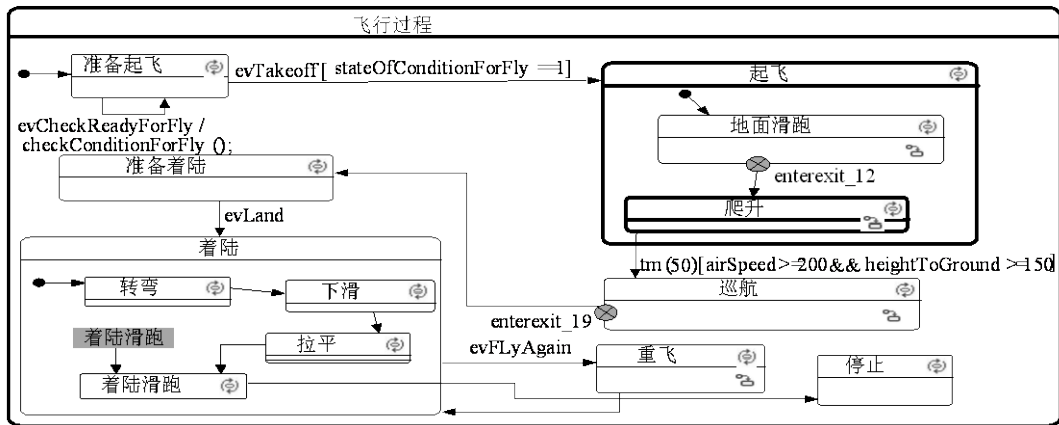 飞行过程
准备起飞
evTakeoff[ stateOfConditionForFly ==1]
起飞
地面滑跑
evCheckReadyForFly /
checkConditionForFly ();
准备着陆
enterexit_12
爬升
evLand
着陆
tm(50)[airSpeed>=200&& heightToGround >=150]
转弯
下滑
巡航
enterexit_19
着陆滑跑
拉平
evFLyAgain
重飞
停止
着陆滑跑